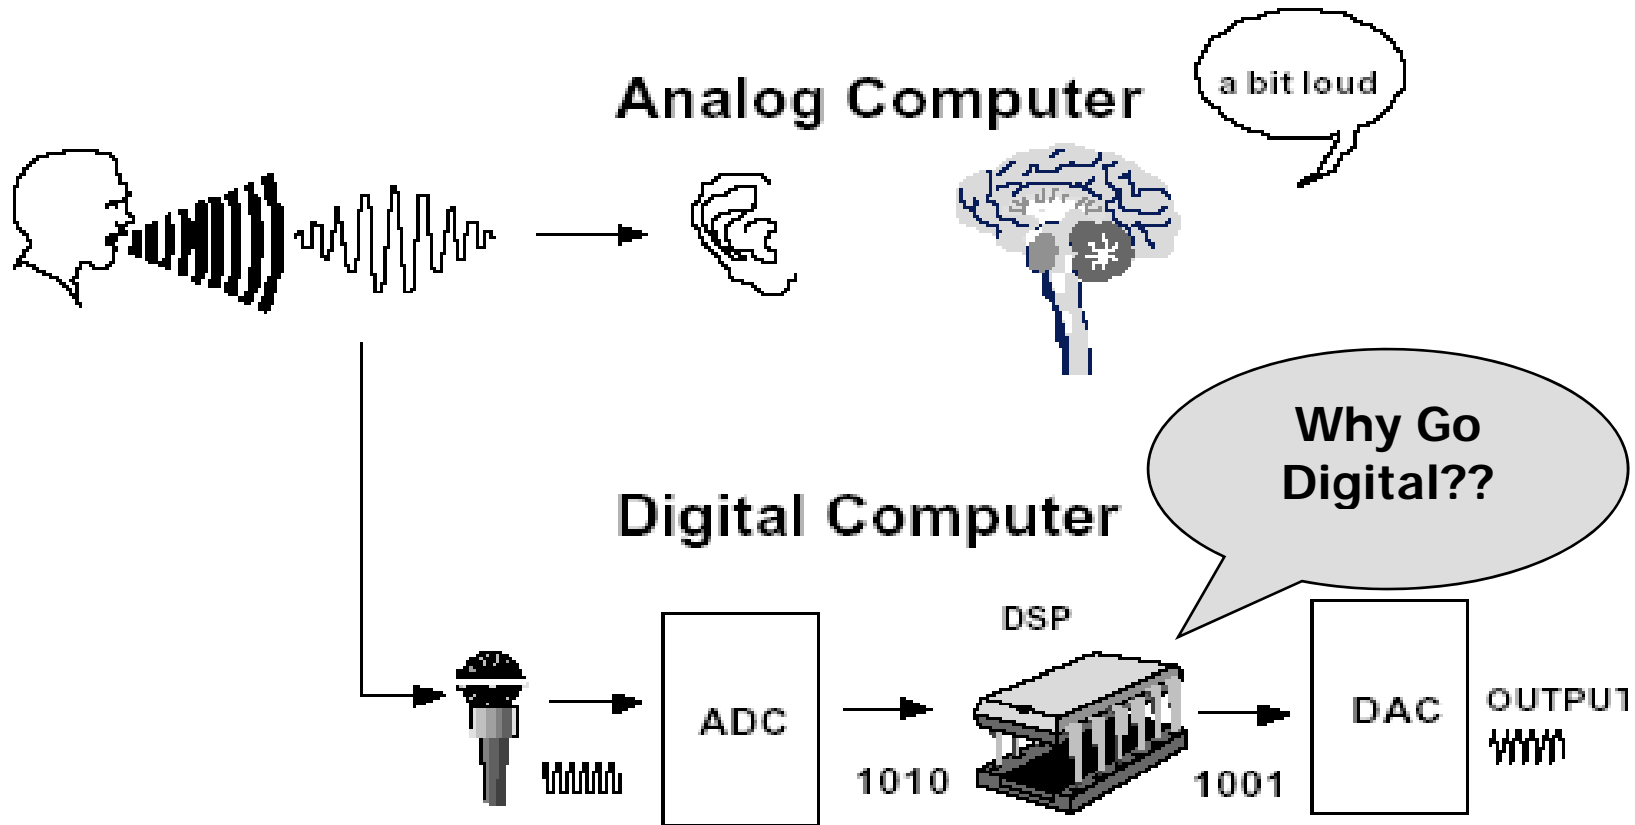 a bit loud
Analog Computer
Why Go
Digital??
Digital Computer
DSP
ADC
DAC
OUTPUT
1010
1001